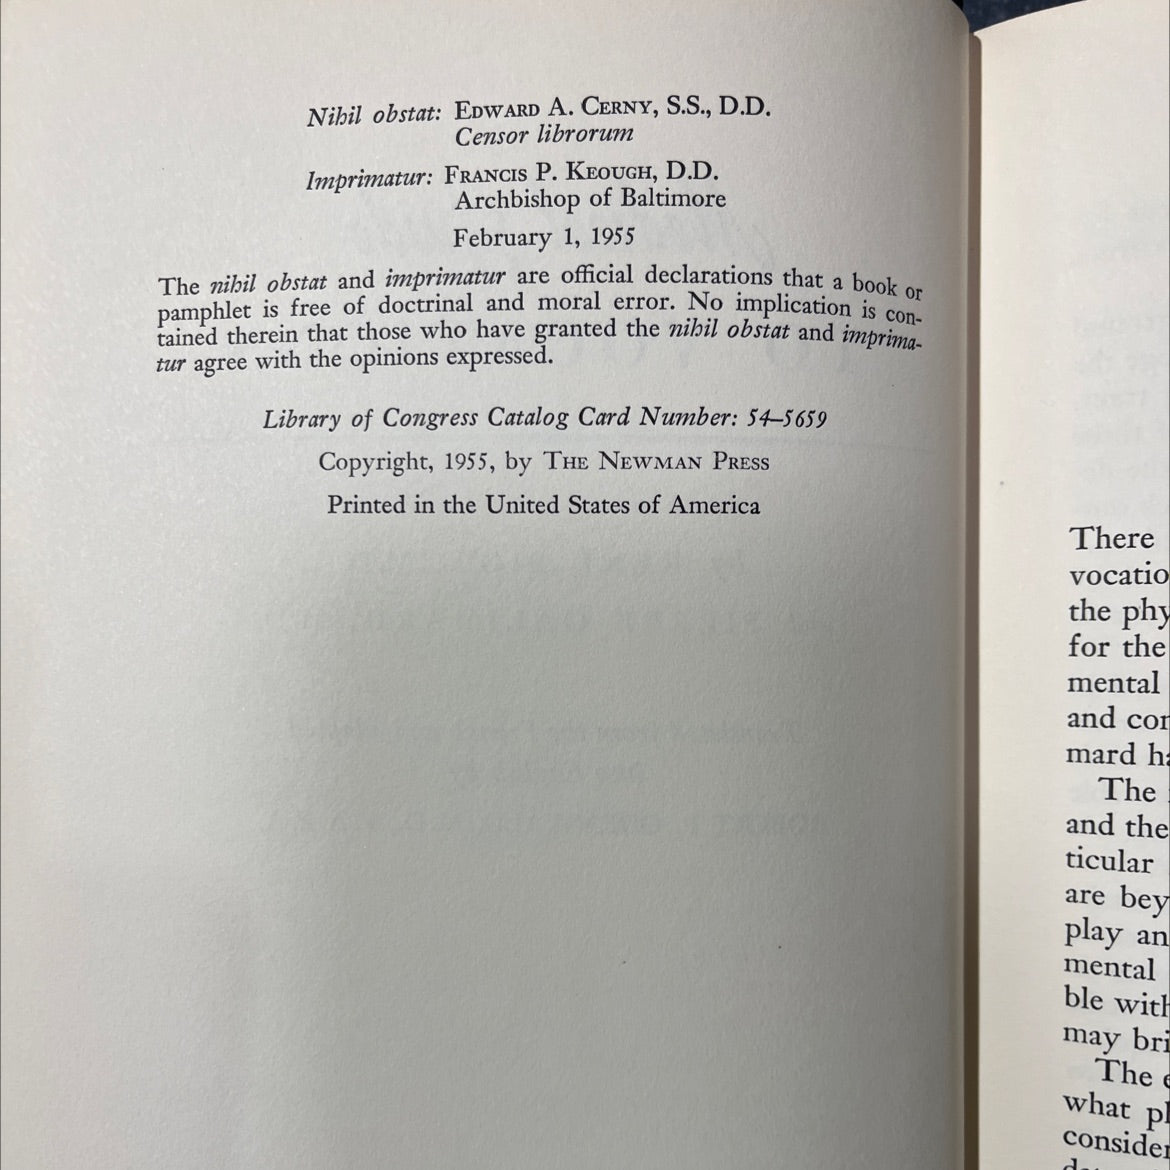 Nihil obstat: EDWARD A. CERNY, S.S., D.D.
Censor librorum
Imprimatur: FRANCIS P. KEOUGH, D.D.
Archbishop of Baltimore
February 1, 1955
The nihil obstat and imprimatur are official declarations that a book or
pamphlet is free of doctrinal and moral error. No implication is con-
tained therein that those who have granted the nihil obstat and imprima-
tur agree with the opinions expressed.
Library of Congress Catalog Card Number: 54–5659
Copyright, 1955, by THE NEWMAN PRESS
Printed in the United States of America
There
vocatio
the phy
for the
mental
and cor
mard ha
The
and the
ticular
are bey
play an
mental
ble with
may bri
The e
what pl
consider